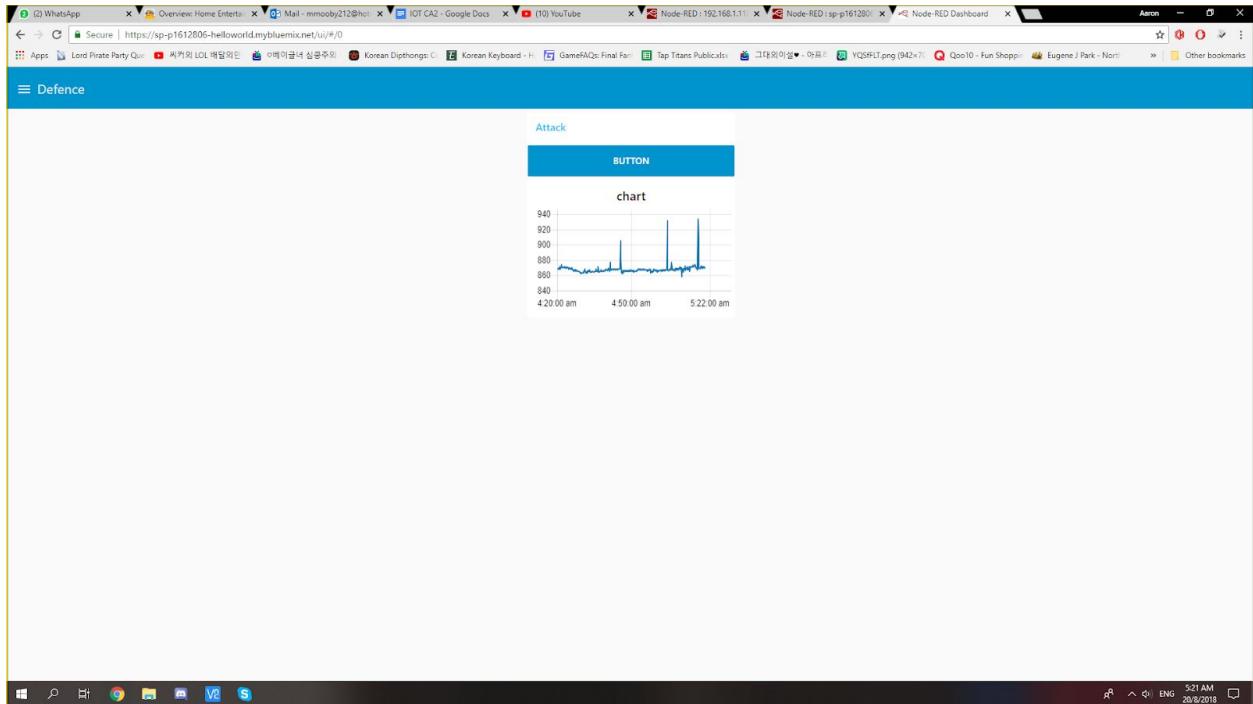 (2) WhatsApp
Overview: Home Enterta
Mail - mmooby212@hot
IOT CA2 - Google Docs
(10) YouTube
Node-RED : 192.168.1.11
Node-RED : sp-p161280
Node-RED Dashboard
Aaron
Secure | https://sp-p1612806-helloworld.mybluemix.net/ui/#/0
Apps
Lord Pirate Party Que
Korean Dipthongs: C
Korean Keyboard - H
GameFAQs: Final Fan
Tap Titans Public.xlsx
YQSfFLT.png (942×7
Qoo10 - Fun Shoppi
Eugene J Park - Nort
»
Other bookmarks
Defence
Attack
BUTTON
chart
940
920
900
880
860
840
4:20:00 am 4:50:00 am 5:22:00 am
ENG
5:21 AM
20/8/2018